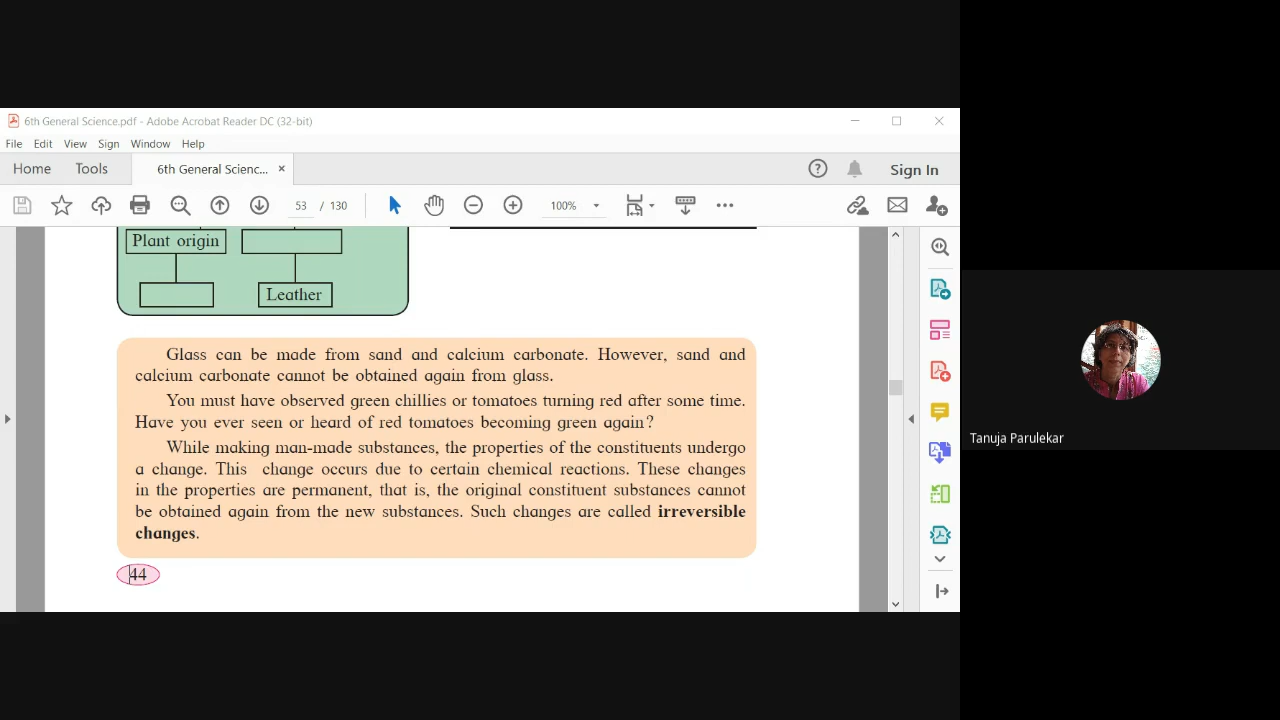 6th General Science.pdf - Adobe Acrobat Reader DC (32-bit)
File Edit View Sign Window Help
Home Tools 6th General Scienc... × Sign In
53 / 130 100%
Plant origin
Leather
Glass can be made from sand and calcium carbonate. However, sand and
calcium carbonate cannot be obtained again from glass.
You must have observed green chillies or tomatoes turning red after some time.
Have you ever seen or heard of red tomatoes becoming green again?
While making man-made substances, the properties of the constituents undergo
a change. This change occurs due to certain chemical reactions. These changes
in the properties are permanent, that is, the original constituent substances cannot
be obtained again from the new substances. Such changes are called irreversible
changes.
44
Tanuja Parulekar